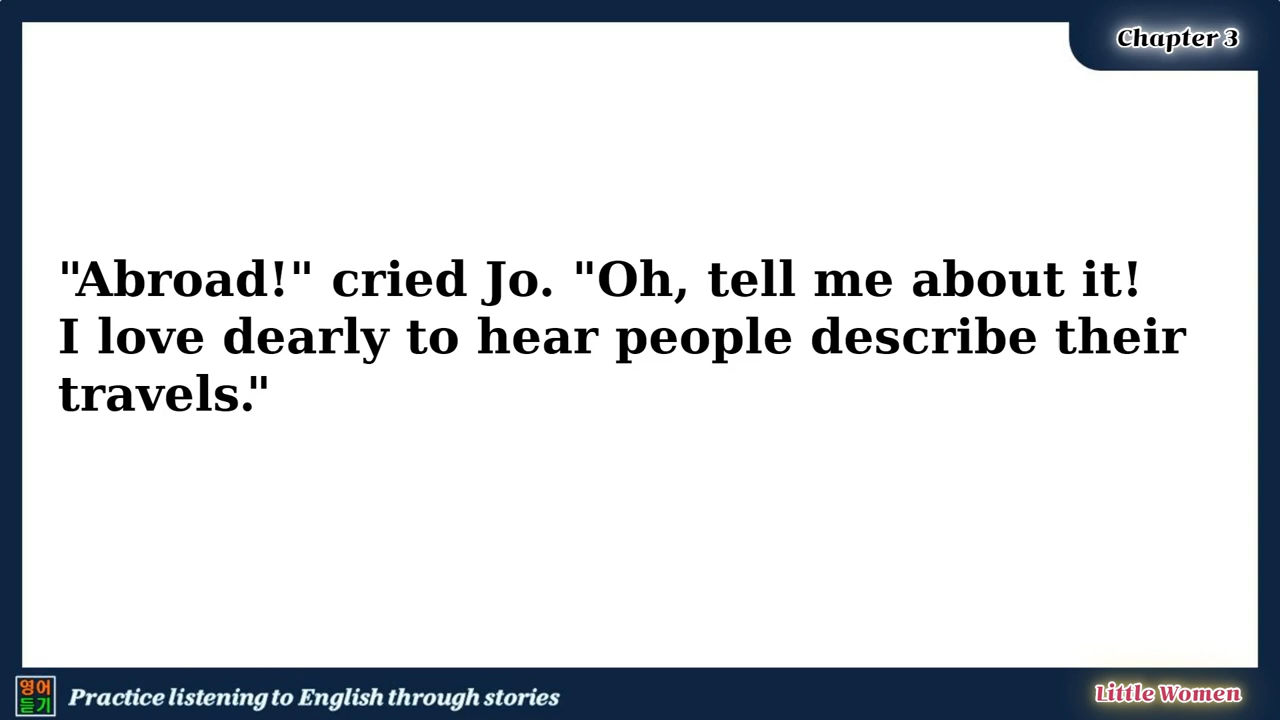 Chapter 3
"Abroad!" cried Jo. "Oh, tell me about it!
I love dearly to hear people describe their
travels."
영어
듣기
Practice listening to English through stories
Little Women